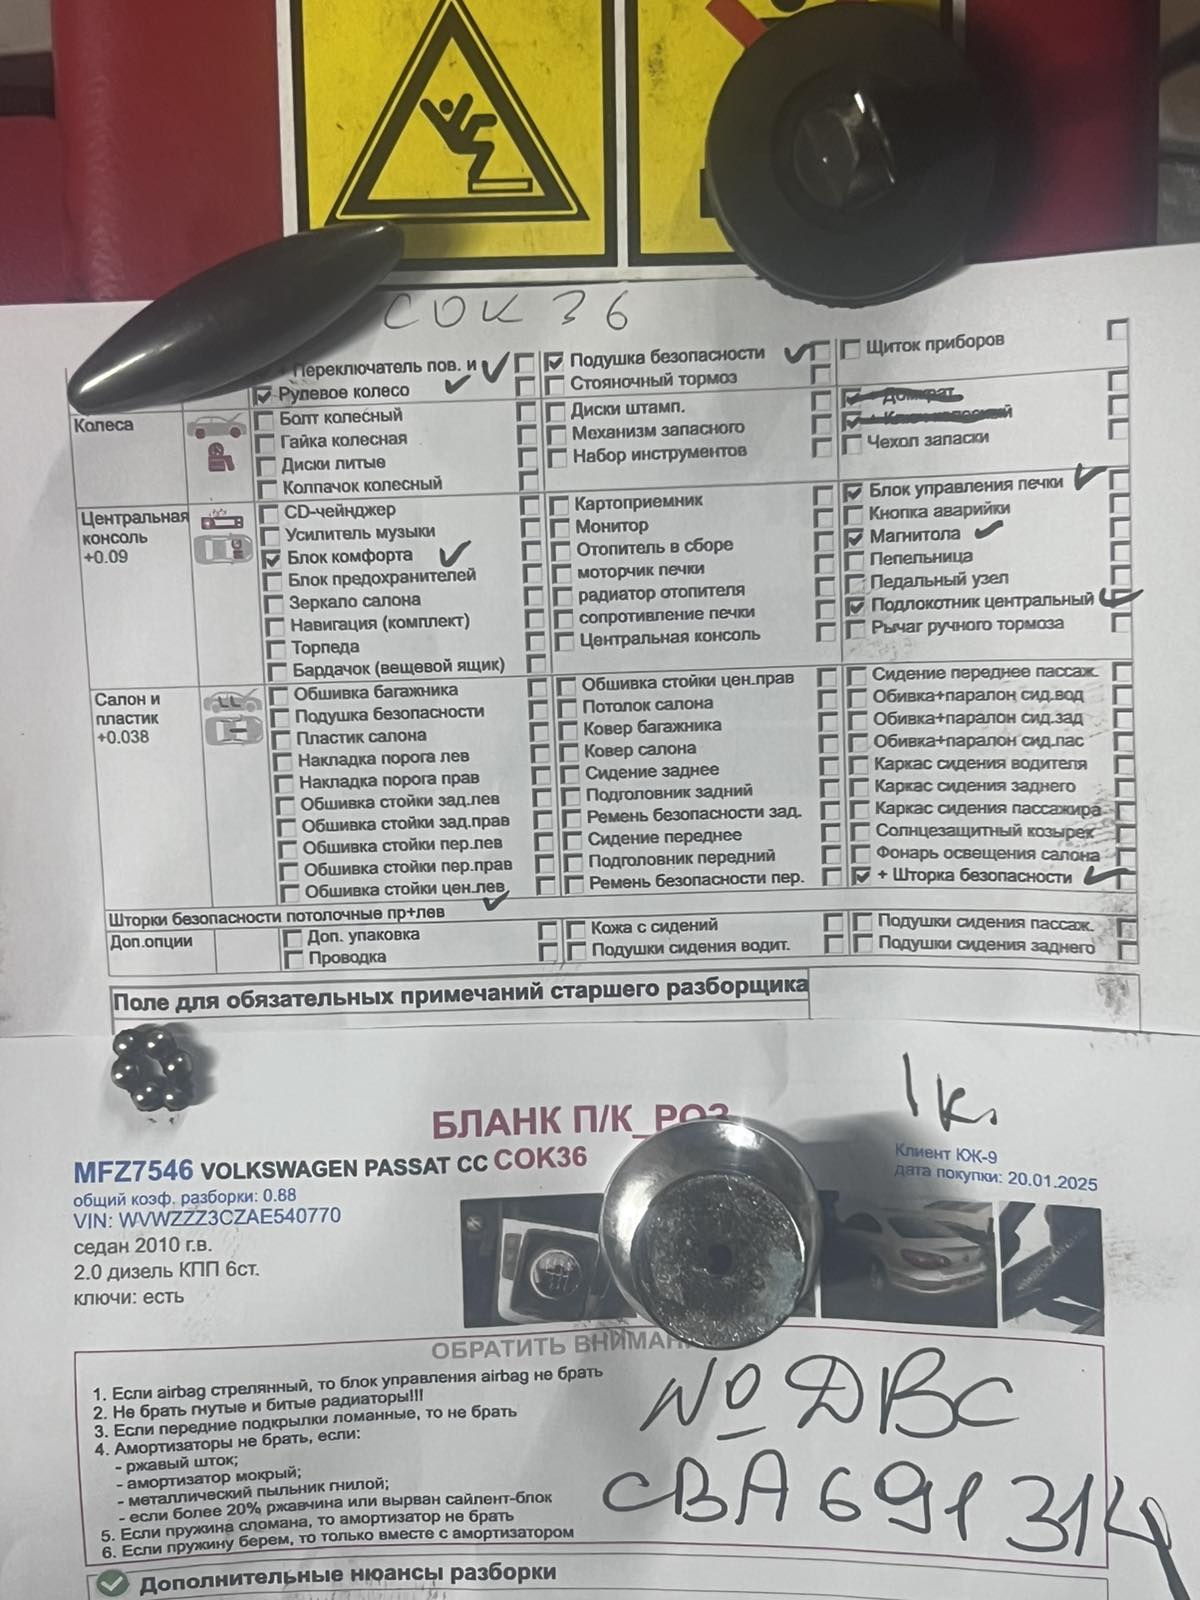 СОК 36
Переключатель пов. и
Подушка безопасности
Щиток приборов
Рулевое колесо
Стояночный тормоз
Колеса
Болт колесный
Диски штамп.
+ Домкрат
Гайка колесная
Механизм запасного
Диски литые
Набор инструментов
Чехол запаски
Колпачок колесный
Центральная консоль +0.09
CD-чейнджер
Картоприемник
Блок управления печки
Усилитель музыки
Монитор
Кнопка аварийки
Блок комфорта
Отопитель в сборе
Магнитола
Блок предохранителей
моторчик печки
Пепельница
Зеркало салона
радиатор отопителя
Педальный узел
Навигация (комплект)
сопротивление печки
Подлокотник центральный
Торпеда
Центральная консоль
Рычаг ручного тормоза
Бардачок (вещевой ящик)
Салон и пластик +0.038
Обшивка багажника
Обшивка стойки цен.прав
Сидение переднее пассаж.
Подушка безопасности
Потолок салона
Обивка+паралон сид.вод
Пластик салона
Ковер багажника
Обивка+паралон сид.зад
Накладка порога лев
Ковер салона
Обивка+паралон сид.пас
Накладка порога прав
Сидение заднее
Каркас сидения водителя
Обшивка стойки зад.лев
Подголовник задний
Каркас сидения заднего
Обшивка стойки зад.прав
Ремень безопасности зад.
Каркас сидения пассажира
Обшивка стойки пер.лев
Сидение переднее
Солнцезащитный козырек
Обшивка стойки пер.прав
Подголовник передний
Фонарь освещения салона
Обшивка стойки цен.лев
Ремень безопасности пер.
+ Шторка безопасности
Шторки безопасности потолочные пр+лев
Доп.опции
Доп. упаковка
Кожа с сидений
Подушки сидения пассаж.
Проводка
Подушки сидения водит.
Подушки сидения заднего
Поле для обязательных примечаний старшего разборщика
1к.
БЛАНК П/К_РОЗ
MFZ7546 VOLKSWAGEN PASSAT CC COK36
Клиент КЖ-9
общий коэф. разборки: 0.88
дата покупки: 20.01.2025
VIN: WVWZZZ3CZAE540770
седан 2010 г.в.
2.0 дизель КПП 6ст.
ключи: есть
ОБРАТИТЬ ВНИМАН
1. Если airbag стрелянный, то блок управления airbag не брать
2. Не брать гнутые и битые радиаторы!!!
3. Если передние подкрылки ломанные, то не брать
4. Амортизаторы не брать, если:
- ржавый шток;
- амортизатор мокрый;
- металлический пыльник гнилой;
- если более 20% ржавчина или вырван сайлент-блок
5. Если пружина сломана, то амортизатор не брать
6. Если пружину берем, то только вместе с амортизатором
№ ДВС
СВА 691 314
Дополнительные нюансы разборки